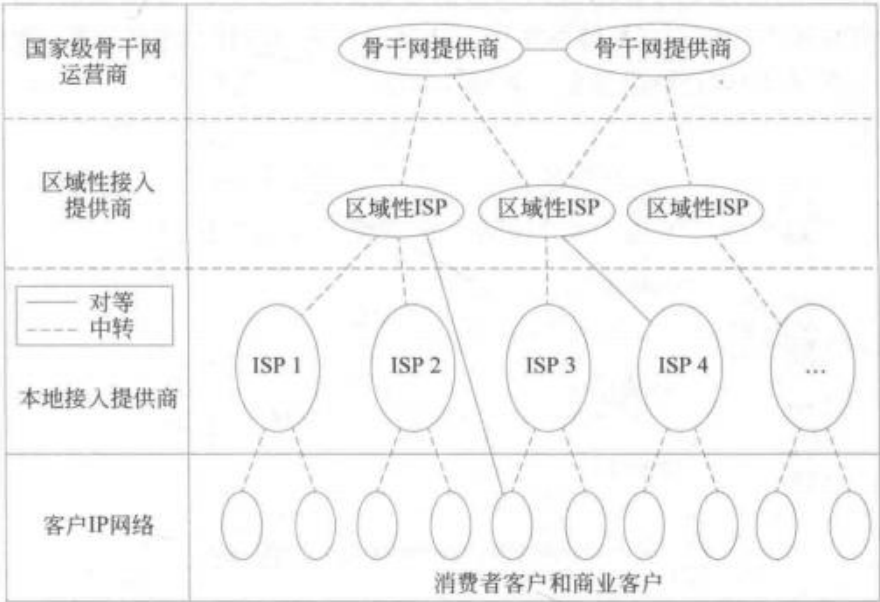 国家级骨干网
运营商
骨干网提供商
骨干网提供商
区域性接入
提供商
区域性ISP
区域性ISP
区域性ISP
对等
中转
本地接入提供商
ISP 1
ISP 2
ISP 3
ISP 4
...
客户IP网络
消费者客户和商业客户